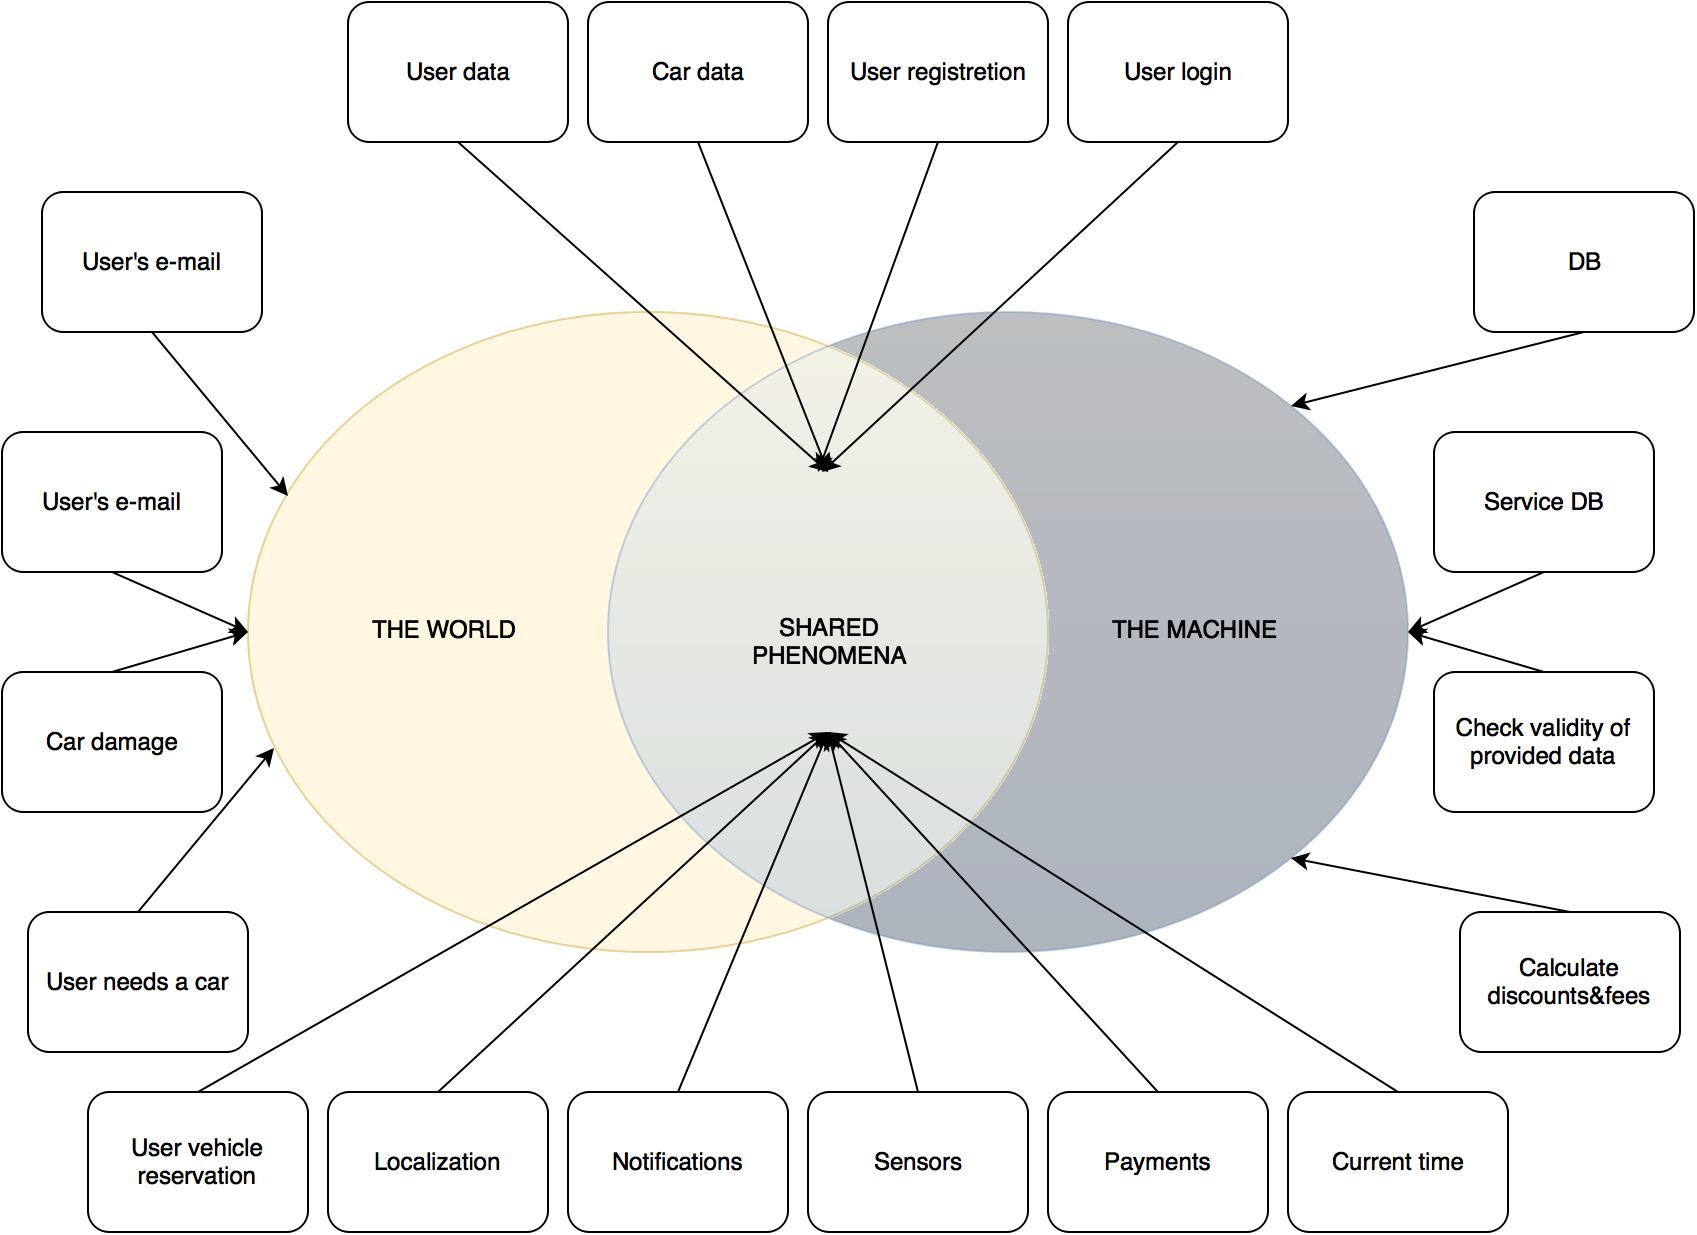 User data
Car data
User registretion
User login
User's e-mail
DB
User's e-mail
Service DB
THE WORLD
SHARED
PHENOMENA
THE MACHINE
Car damage
Check validity of
provided data
User needs a car
Calculate
discounts&fees
User vehicle
reservation
Localization
Notifications
Sensors
Payments
Current time